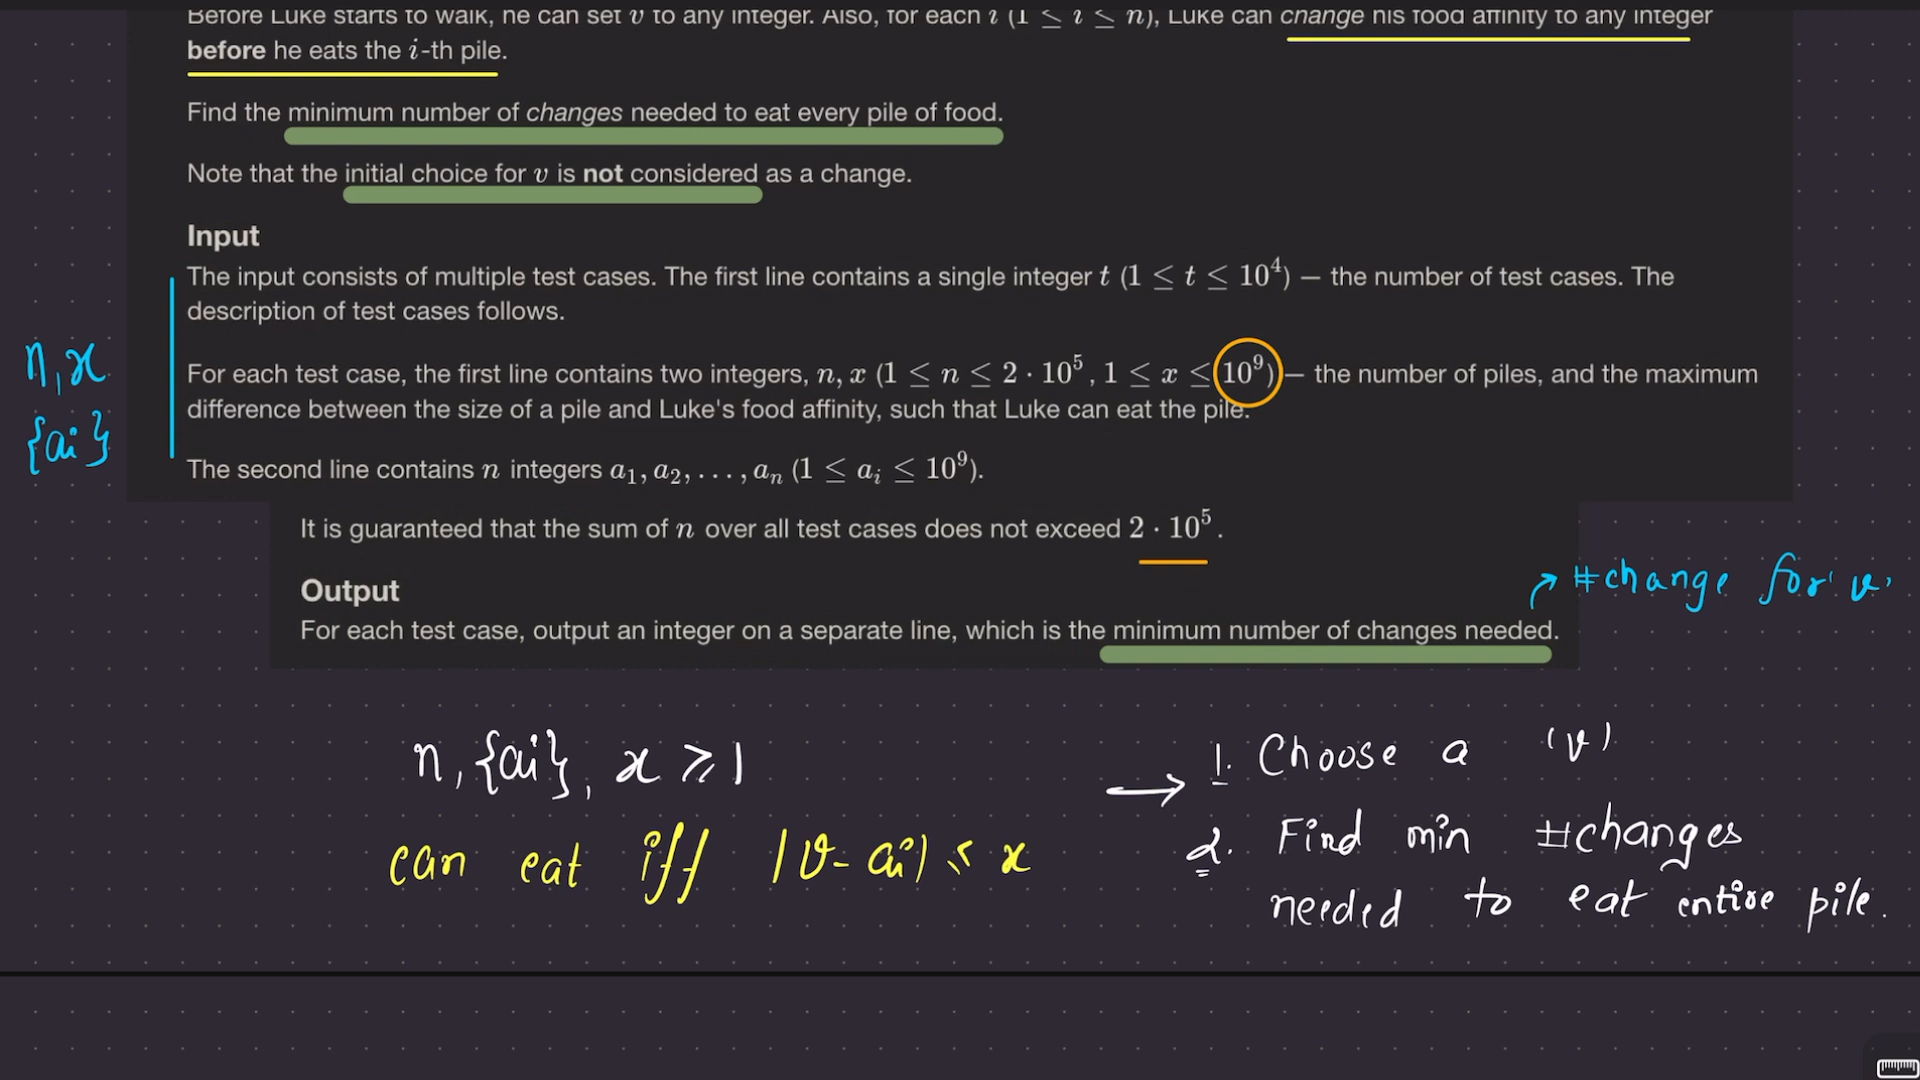 Before Luke starts to walk, he can set v to any integer. Also, for each i (1 ≤ i ≤ n), Luke can change his food affinity to any integer
before he eats the i-th pile.
Find the minimum number of changes needed to eat every pile of food.
Note that the initial choice for v is not considered as a change.
Input
The input consists of multiple test cases. The first line contains a single integer t (1 ≤ t ≤ 10⁴) — the number of test cases. The
description of test cases follows.
n, x
For each test case, the first line contains two integers, n, x (1 ≤ n ≤ 2 · 10⁵, 1 ≤ x ≤ 10⁹) — the number of piles, and the maximum
difference between the size of a pile and Luke's food affinity, such that Luke can eat the pile.
{ai}
The second line contains n integers a₁, a₂, . . . , aₙ (1 ≤ aᵢ ≤ 10⁹).
It is guaranteed that the sum of n over all test cases does not exceed 2 · 10⁵.
Output
#change for v.
For each test case, output an integer on a separate line, which is the minimum number of changes needed.
n, {ai}, x ⩾ 1
can eat iff |v - ai| ⩽ x
→ 1. Choose a (v)
2. Find min #changes
needed to eat entire pile.